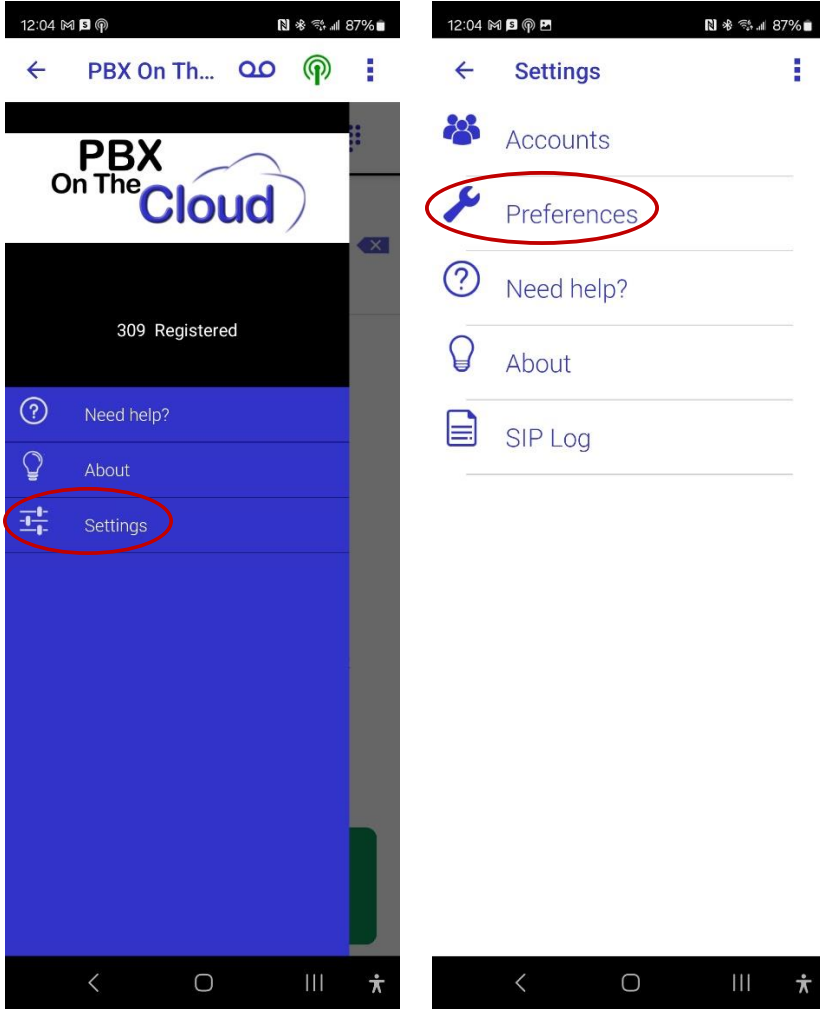 12:04 87%
PBX On Th...
PBX
On The
Cloud
309 Registered
Need help?
About
Settings
12:04 87%
Settings
Accounts
Preferences
Need help?
About
SIP Log